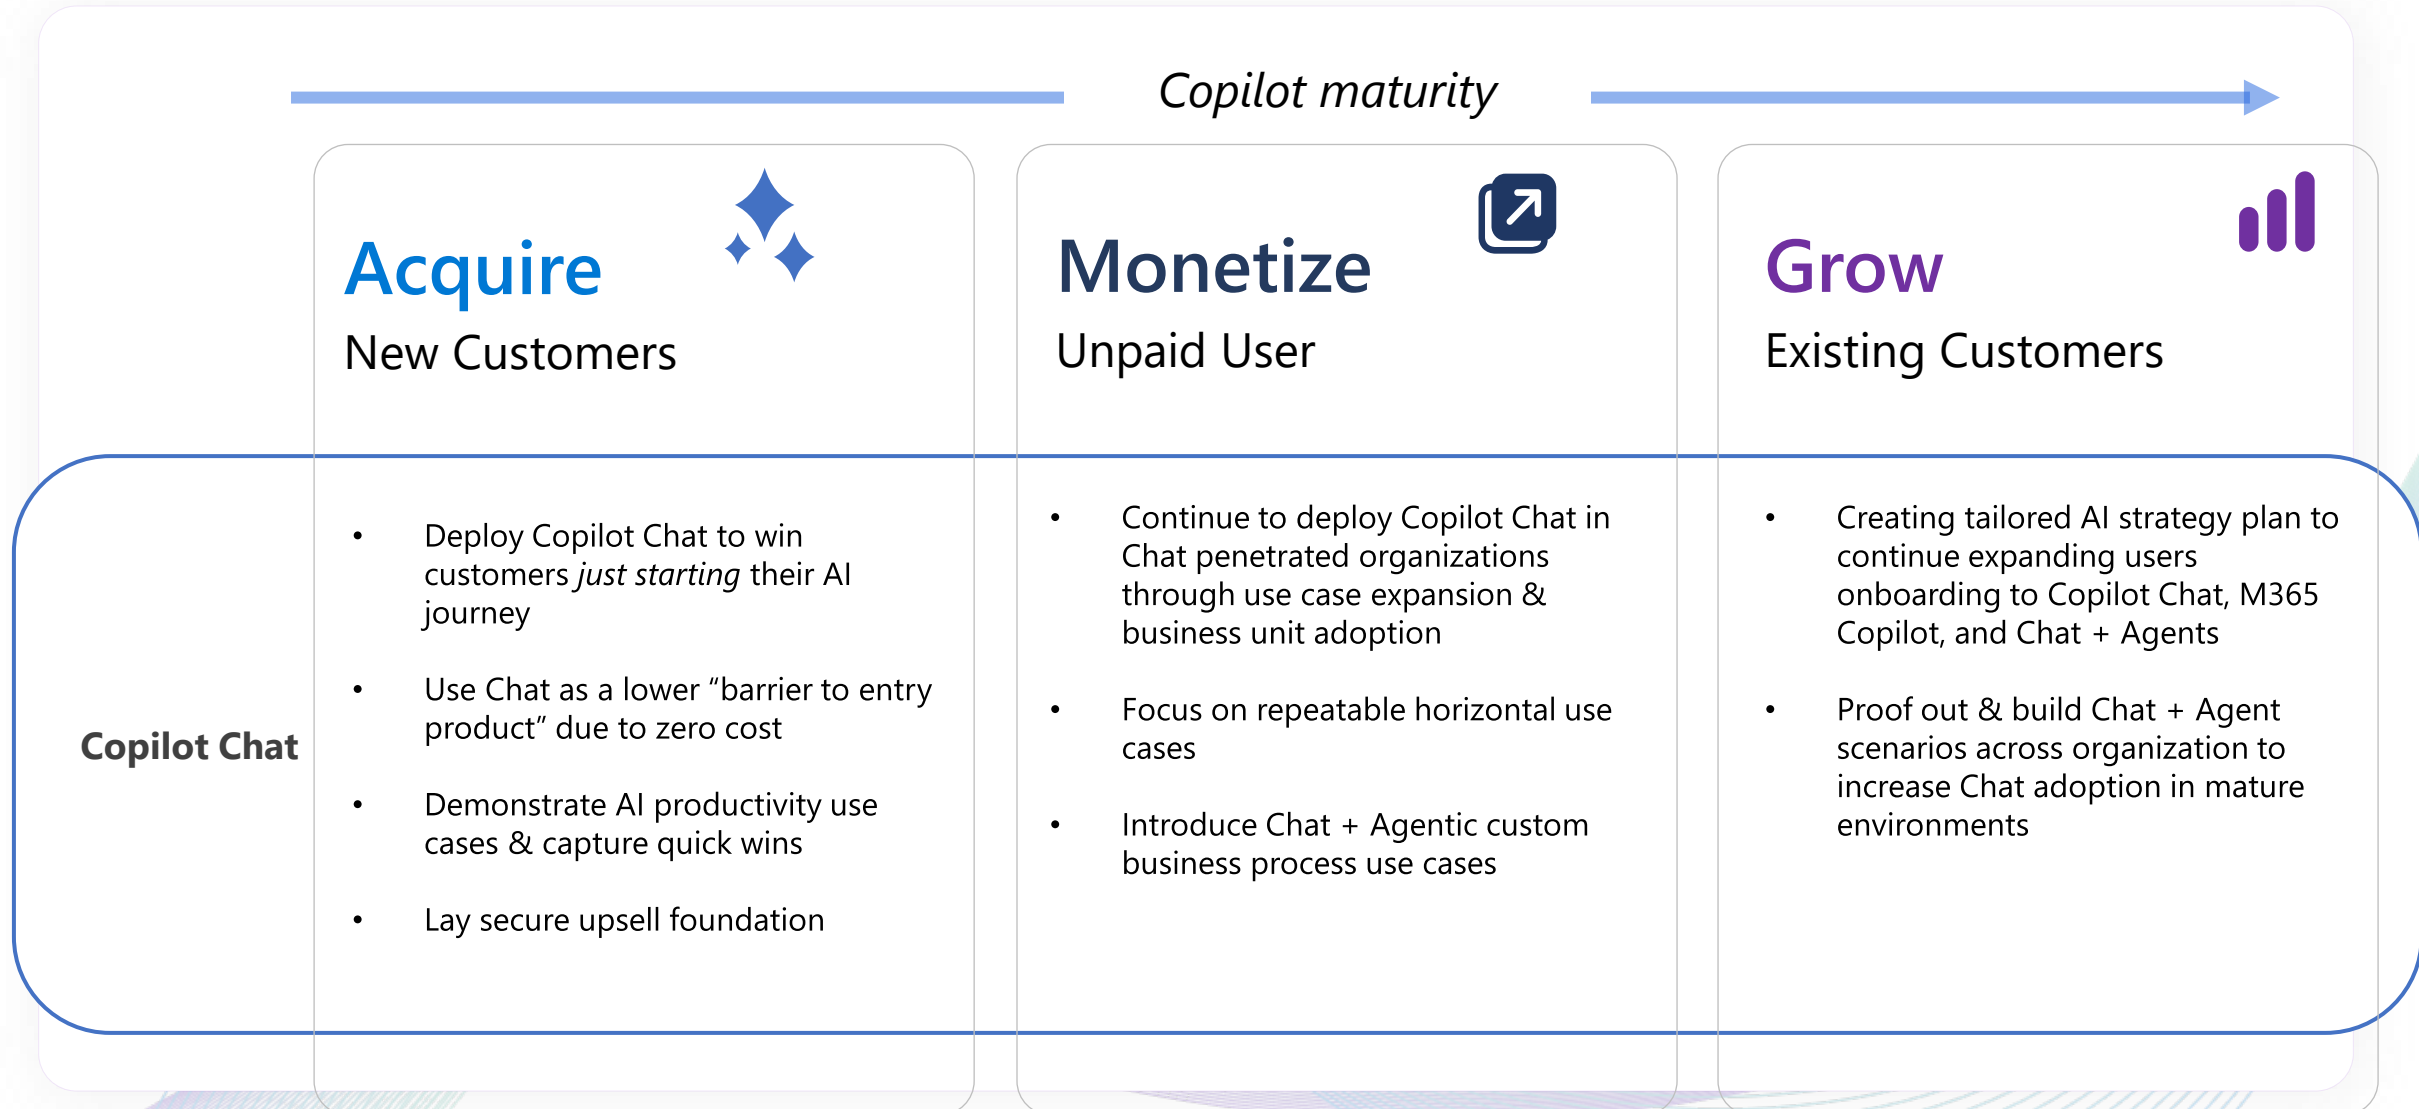 Copilot maturity
Acquire
New Customers
Monetize
Unpaid User
Grow
Existing Customers
Copilot Chat
• Deploy Copilot Chat to win
customers just starting their AI
journey
• Use Chat as a lower “barrier to entry
product” due to zero cost
• Demonstrate AI productivity use
cases & capture quick wins
• Lay secure upsell foundation
• Continue to deploy Copilot Chat in
Chat penetrated organizations
through use case expansion &
business unit adoption
• Focus on repeatable horizontal use
cases
• Introduce Chat + Agentic custom
business process use cases
• Creating tailored AI strategy plan to
continue expanding users
onboarding to Copilot Chat, M365
Copilot, and Chat + Agents
• Proof out & build Chat + Agent
scenarios across organization to
increase Chat adoption in mature
environments